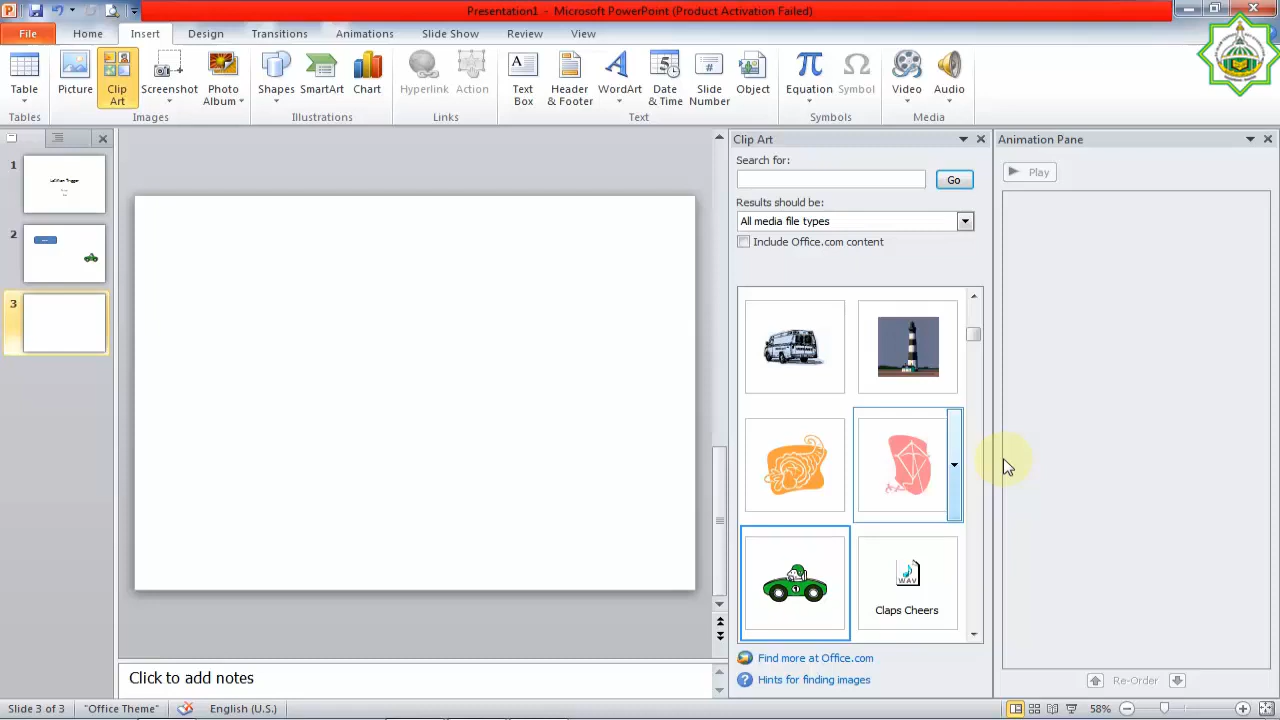 Presentation1 - Microsoft PowerPoint (Product Activation Failed)
File Home Insert Design Transitions Animations Slide Show Review View
Table Picture Clip Art Screenshot Photo Album Shapes SmartArt Chart Hyperlink Action Text Box Header & Footer WordArt Date & Time Slide Number Object Equation Symbol Video Audio
Tables Images Illustrations Links Text Symbols Media
Clip Art
Animation Pane
Search for:
Go
Play
Results should be:
All media file types
Include Office.com content
1
2
3
WAV
Claps Cheers
Find more at Office.com
Hints for finding images
Re-Order
Click to add notes
Slide 3 of 3 "Office Theme" English (U.S.) 58%